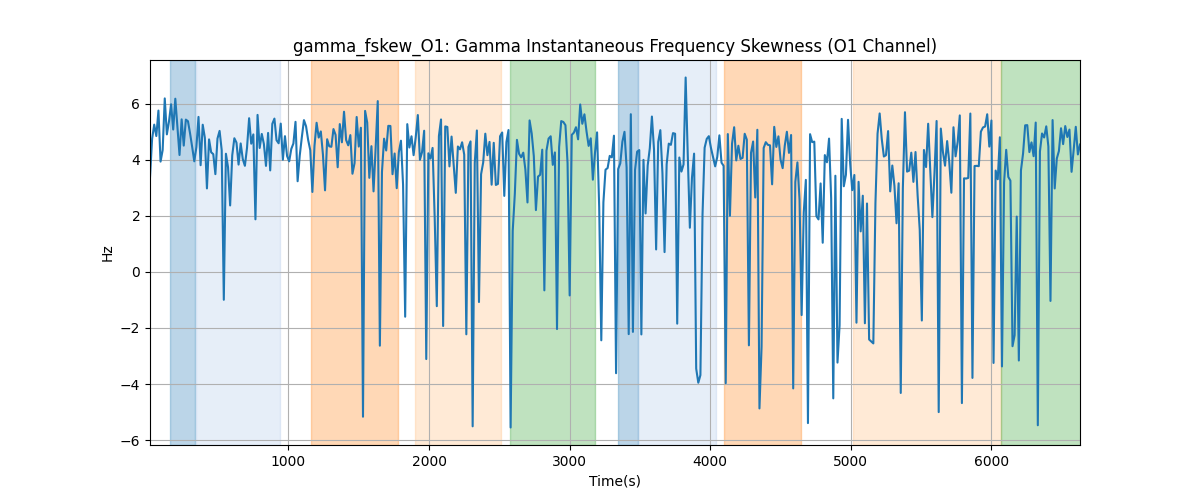 gamma_fskew_O1: Gamma Instantaneous Frequency Skewness (O1 Channel)
6
4
2
0
−2
−4
−6
Hz
1000 2000 3000 4000 5000 6000
Time(s)